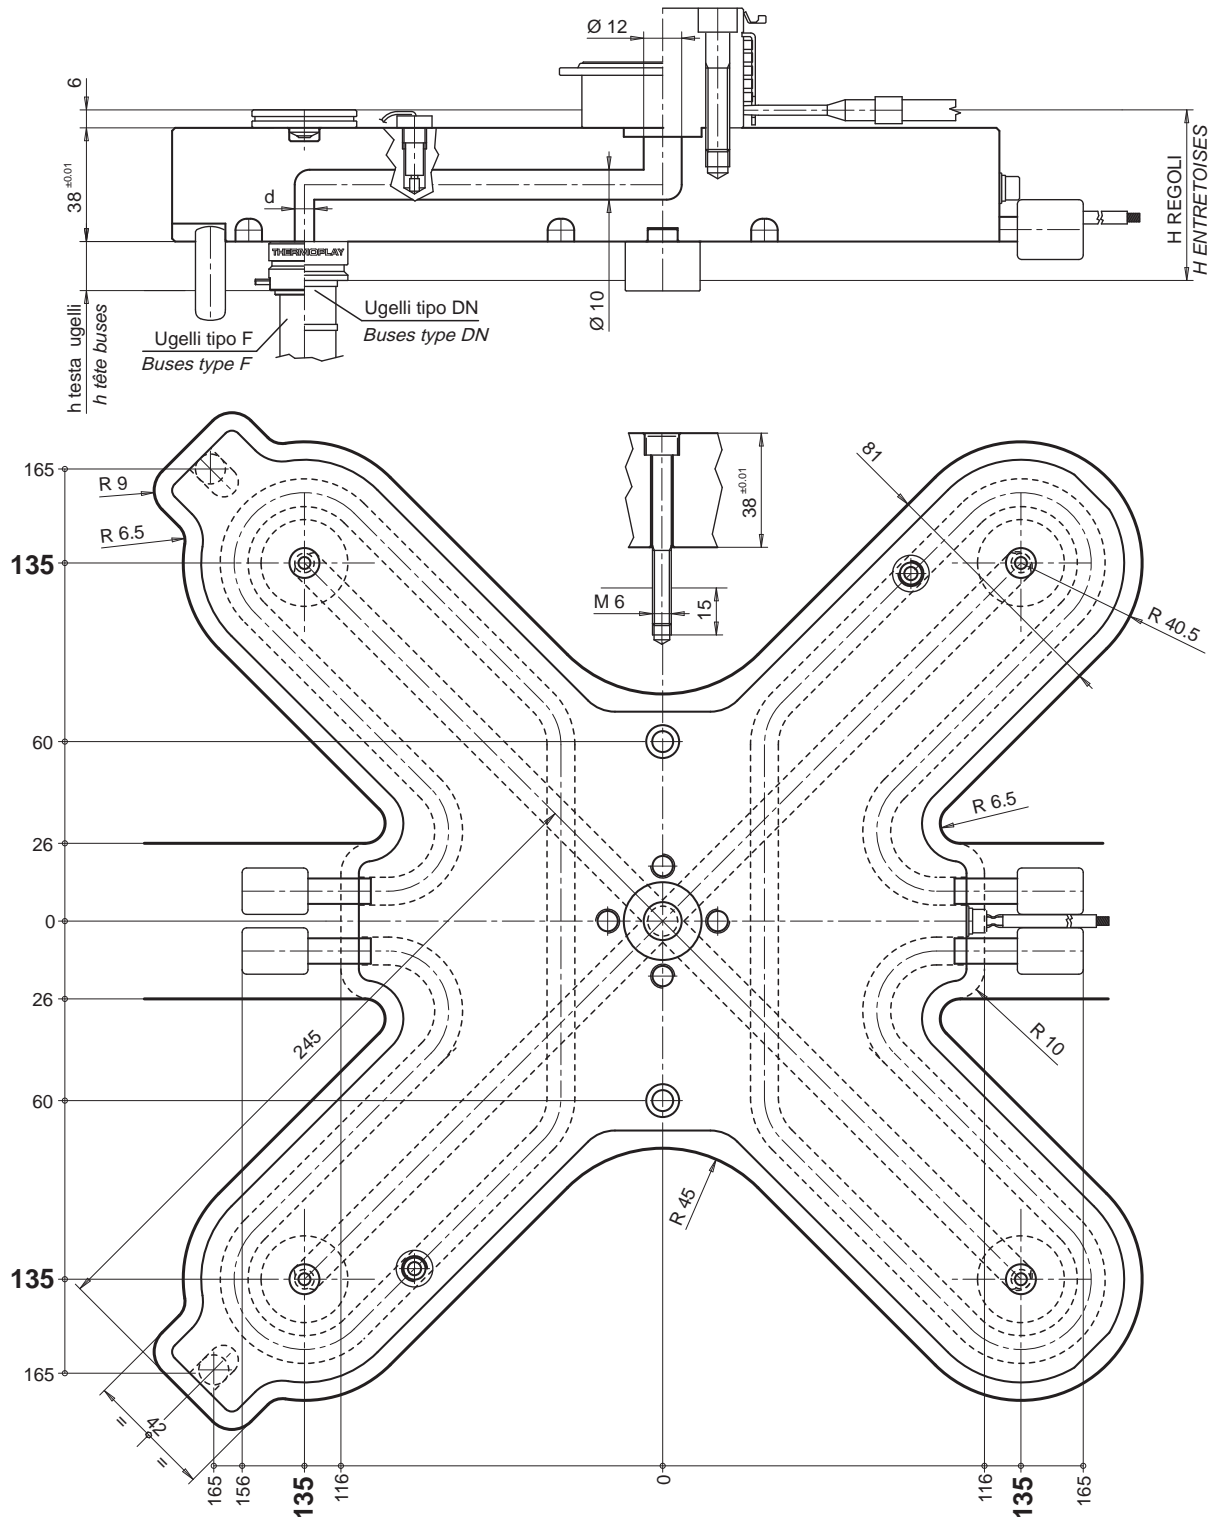 Ø 12
6
38 ±0.01
d
THERMOPLAY
H REGOLI
H ENTRETOISES
Ø 10
Ugelli tipo DN
Buses type DN
Ugelli tipo F
Buses type F
h testa ugelli
h tête buses
165
R 9
R 6.5
135
81
38 ±0.01
M 6
15
R 40.5
60
R 6.5
26
0
26
245
R 10
60
R 45
135
165
=
42
=
165
156
135
116
0
116
135
165